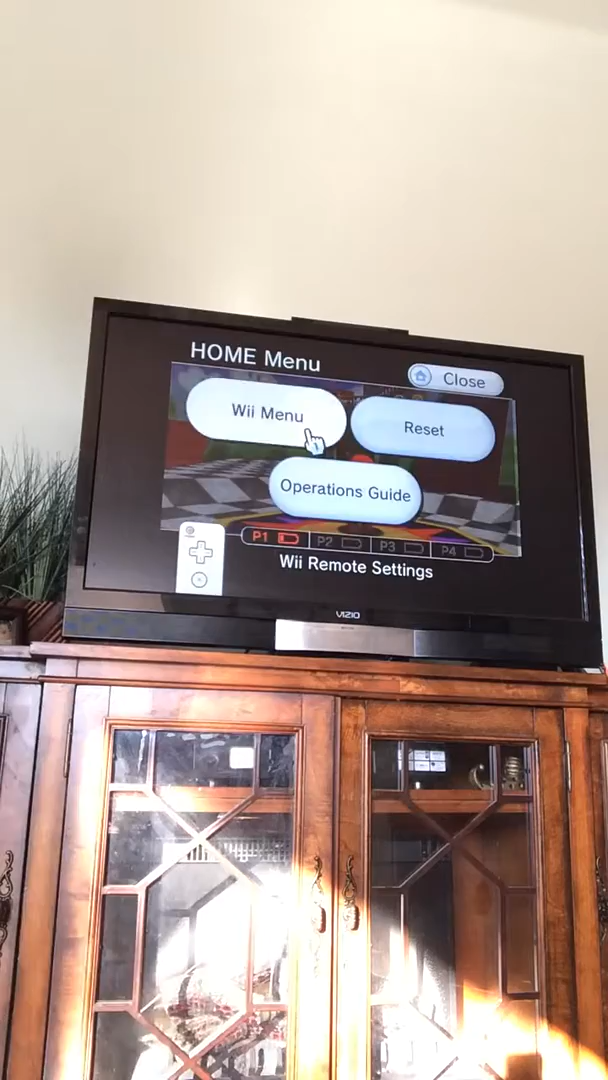 HOME Menu
Close
Wii Menu
Reset
Operations Guide
P1 P2 P3 P4
Wii Remote Settings
VIZIO